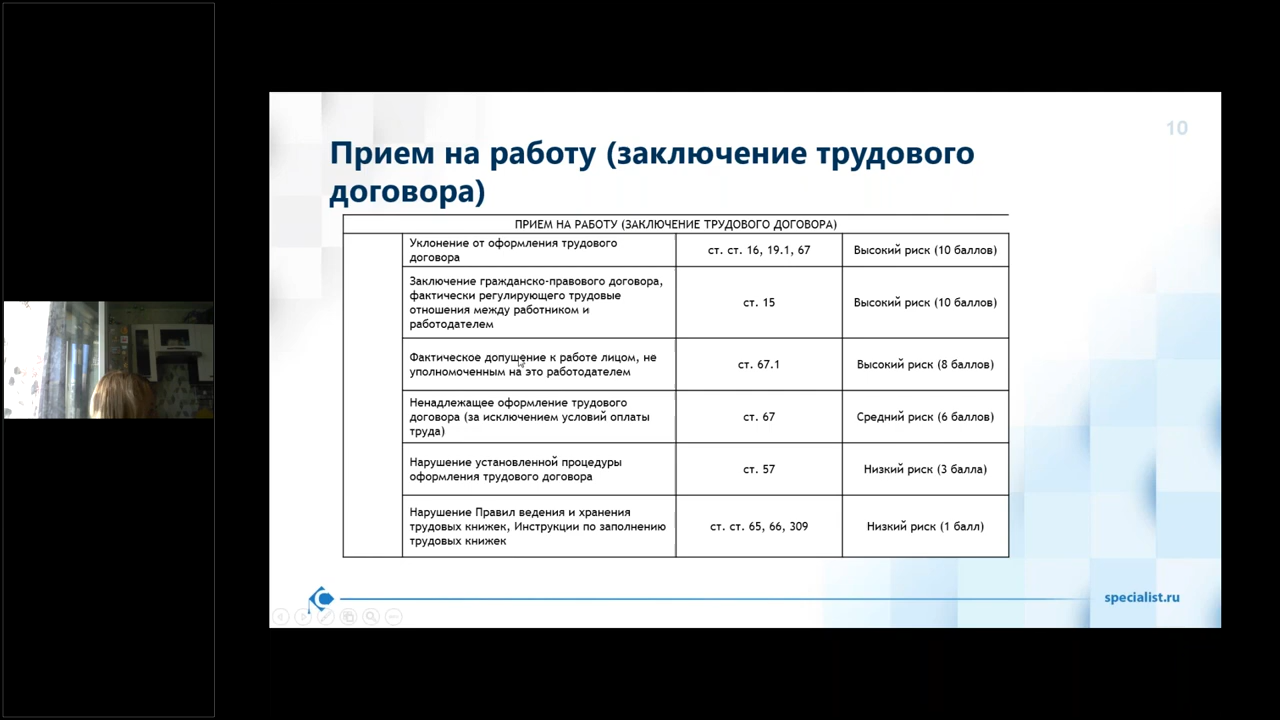 10
Прием на работу (заключение трудового
договора)
ПРИЕМ НА РАБОТУ (ЗАКЛЮЧЕНИЕ ТРУДОВОГО ДОГОВОРА)
Уклонение от оформления трудового
договора
ст. ст. 16, 19.1, 67
Высокий риск (10 баллов)
Заключение гражданско-правового договора,
фактически регулирующего трудовые
отношения между работником и
работодателем
ст. 15
Высокий риск (10 баллов)
Фактическое допущение к работе лицом, не
уполномоченным на это работодателем
ст. 67.1
Высокий риск (8 баллов)
Ненадлежащее оформление трудового
договора (за исключением условий оплаты
труда)
ст. 67
Средний риск (6 баллов)
Нарушение установленной процедуры
оформления трудового договора
ст. 57
Низкий риск (3 балла)
Нарушение Правил ведения и хранения
трудовых книжек, Инструкции по заполнению
трудовых книжек
ст. ст. 65, 66, 309
Низкий риск (1 балл)
specialist.ru